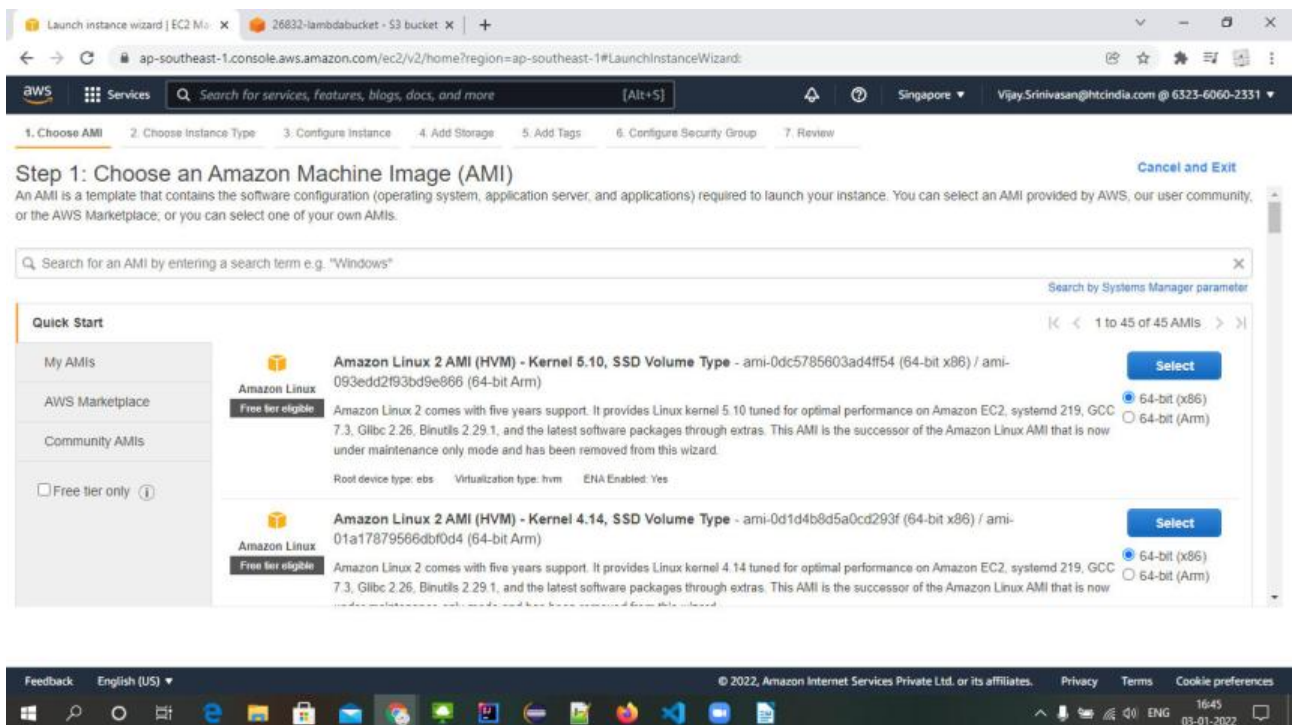 Launch instance wizard | EC2 Ma
26832-lambdabucket - S3 bucket
ap-southeast-1.console.aws.amazon.com/ec2/v2/home?region=ap-southeast-1#LaunchInstanceWizard:
aws Services Search for services, features, blogs, docs, and more [Alt+S] Singapore Vijay.Srinivasan@htcindia.com @ 6323-6060-2331
1. Choose AMI 2. Choose Instance Type 3. Configure Instance 4. Add Storage 5. Add Tags 6. Configure Security Group 7. Review
Step 1: Choose an Amazon Machine Image (AMI)
Cancel and Exit
An AMI is a template that contains the software configuration (operating system, application server, and applications) required to launch your instance. You can select an AMI provided by AWS, our user community,
or the AWS Marketplace; or you can select one of your own AMIs.
Search for an AMI by entering a search term e.g. "Windows"
Search by Systems Manager parameter
Quick Start
1 to 45 of 45 AMIs
My AMIs
AWS Marketplace
Community AMIs
Free tier only
Amazon Linux
Free tier eligible
Amazon Linux 2 AMI (HVM) - Kernel 5.10, SSD Volume Type - ami-0dc5785603ad4ff54 (64-bit x86) / ami-
093edd2f93bd9e866 (64-bit Arm)
Amazon Linux 2 comes with five years support. It provides Linux kernel 5.10 tuned for optimal performance on Amazon EC2, systemd 219, GCC
7.3, Glibc 2.26, Binutils 2.29.1, and the latest software packages through extras. This AMI is the successor of the Amazon Linux AMI that is now
under maintenance only mode and has been removed from this wizard.
Root device type: ebs Virtualization type: hvm ENA Enabled: Yes
Select
64-bit (x86)
64-bit (Arm)
Amazon Linux
Free tier eligible
Amazon Linux 2 AMI (HVM) - Kernel 4.14, SSD Volume Type - ami-0d1d4b8d5a0cd293f (64-bit x86) / ami-
01a17879566dbf0d4 (64-bit Arm)
Amazon Linux 2 comes with five years support. It provides Linux kernel 4.14 tuned for optimal performance on Amazon EC2, systemd 219, GCC
7.3, Glibc 2.26, Binutils 2.29.1, and the latest software packages through extras. This AMI is the successor of the Amazon Linux AMI that is now
under maintenance only mode and has been removed from this wizard.
Select
64-bit (x86)
64-bit (Arm)
Feedback English (US) © 2022, Amazon Internet Services Private Ltd. or its affiliates. Privacy Terms Cookie preferences
ENG
16:45
03-01-2022